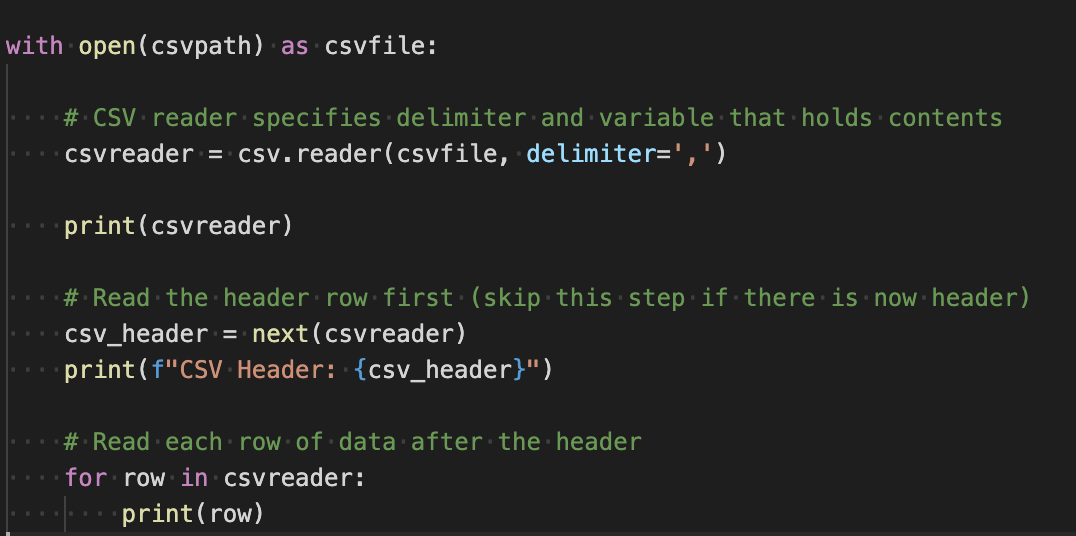 with open(csvpath) as csvfile:
# CSV reader specifies delimiter and variable that holds contents
csvreader = csv.reader(csvfile, delimiter=',')
print(csvreader)
# Read the header row first (skip this step if there is now header)
csv_header = next(csvreader)
print(f"CSV Header: {csv_header}")
# Read each row of data after the header
for row in csvreader:
print(row)